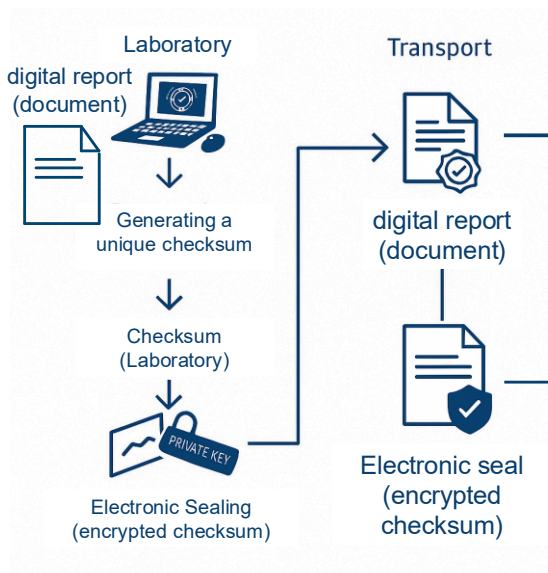 Laboratory
digital report
(document)
Generating a
unique checksum
Checksum
(Laboratory)
PRIVATE KEY
Electronic Sealing
(encrypted checksum)
Transport
digital report
(document)
Electronic seal
(encrypted
checksum)